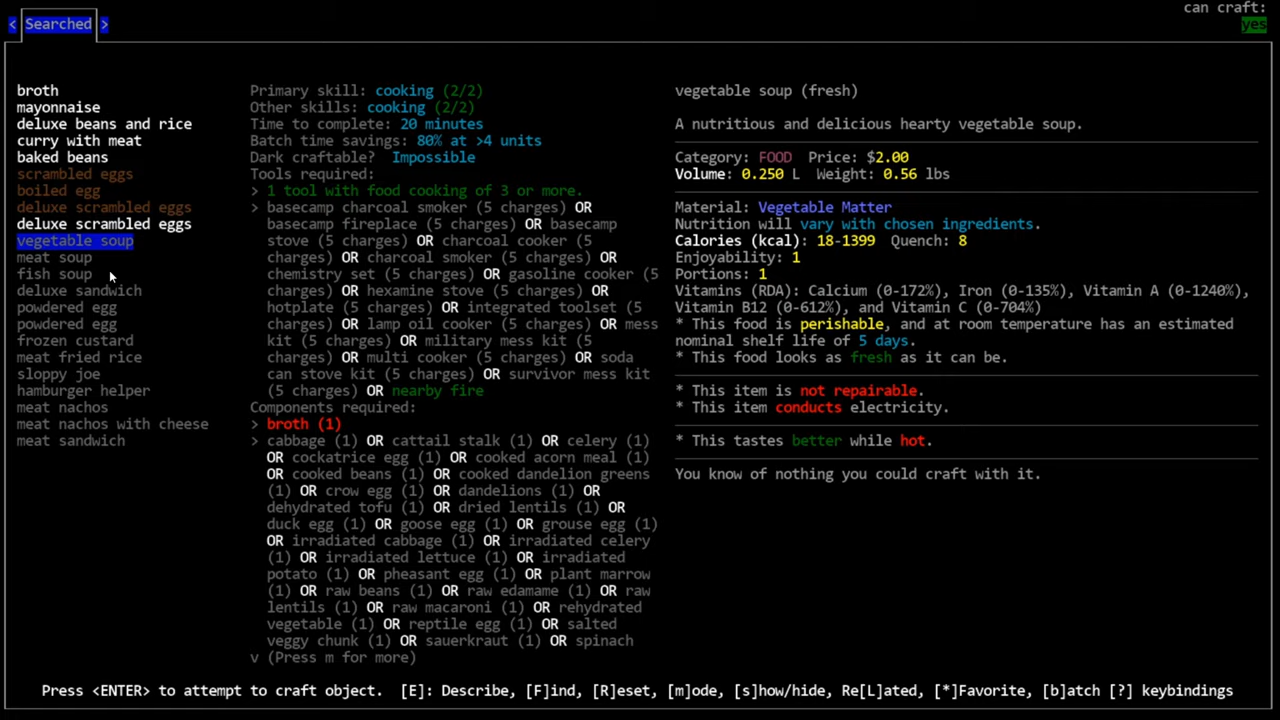 can craft:
< Searched >
yes
broth
mayonnaise
deluxe beans and rice
curry with meat
baked beans
scrambled eggs
boiled egg
deluxe scrambled eggs
deluxe scrambled eggs
vegetable soup
meat soup
fish soup
deluxe sandwich
powdered egg
powdered egg
frozen custard
meat fried rice
sloppy joe
hamburger helper
meat nachos
meat nachos with cheese
meat sandwich
Primary skill: cooking (2/2)
Other skills: cooking (2/2)
Time to complete: 20 minutes
Batch time savings: 80% at >4 units
Dark craftable? Impossible
Tools required:
> 1 tool with food cooking of 3 or more.
> basecamp charcoal smoker (5 charges) OR
basecamp fireplace (5 charges) OR basecamp
stove (5 charges) OR charcoal cooker (5
charges) OR charcoal smoker (5 charges) OR
chemistry set (5 charges) OR gasoline cooker (5
charges) OR hexamine stove (5 charges) OR
hotplate (5 charges) OR integrated toolset (5
charges) OR lamp oil cooker (5 charges) OR mess
kit (5 charges) OR military mess kit (5
charges) OR multi cooker (5 charges) OR soda
can stove kit (5 charges) OR survivor mess kit
(5 charges) OR nearby fire
Components required:
> broth (1)
> cabbage (1) OR cattail stalk (1) OR celery (1)
OR cockatrice egg (1) OR cooked acorn meal (1)
OR cooked beans (1) OR cooked dandelion greens
(1) OR crow egg (1) OR dandelions (1) OR
dehydrated tofu (1) OR dried lentils (1) OR
duck egg (1) OR goose egg (1) OR grouse egg (1)
OR irradiated cabbage (1) OR irradiated celery
(1) OR irradiated lettuce (1) OR irradiated
potato (1) OR pheasant egg (1) OR plant marrow
(1) OR raw beans (1) OR raw edamame (1) OR raw
lentils (1) OR raw macaroni (1) OR rehydrated
vegetable (1) OR reptile egg (1) OR salted
veggy chunk (1) OR sauerkraut (1) OR spinach
v (Press m for more)
vegetable soup (fresh)
A nutritious and delicious hearty vegetable soup.
Category: FOOD Price: $2.00
Volume: 0.250 L Weight: 0.56 lbs
Material: Vegetable Matter
Nutrition will vary with chosen ingredients.
Calories (kcal): 18-1399 Quench: 8
Enjoyability: 1
Portions: 1
Vitamins (RDA): Calcium (0-172%), Iron (0-135%), Vitamin A (0-1240%),
Vitamin B12 (0-612%), and Vitamin C (0-704%)
* This food is perishable, and at room temperature has an estimated
nominal shelf life of 5 days.
* This food looks as fresh as it can be.
* This item is not repairable.
* This item conducts electricity.
* This tastes better while hot.
You know of nothing you could craft with it.
Press <ENTER> to attempt to craft object. [E]: Describe, [F]ind, [R]eset, [m]ode, [s]how/hide, Re[L]ated, [*]Favorite, [b]atch [?] keybindings